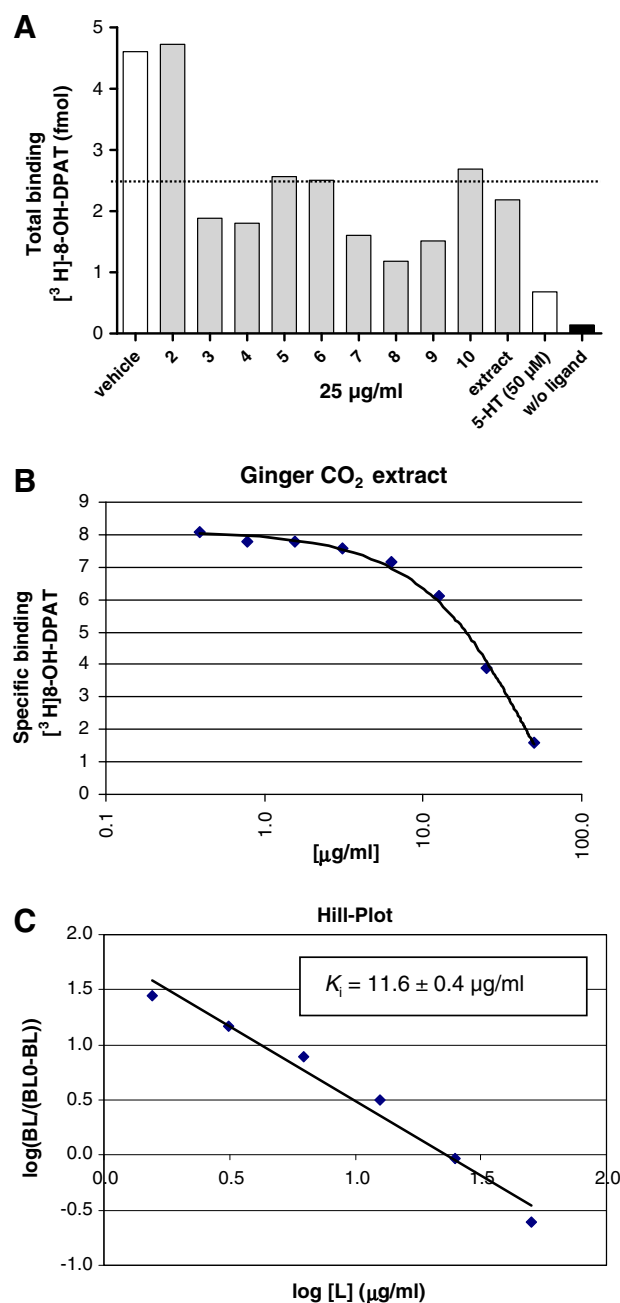 A
Total binding
[³ H]-8-OH-DPAT (fmol)
5
4
3
2
1
0
vehicle
2
3
4
5
6
7
8
9
10
extract
5-HT (50 µM)
w/o ligand
25 µg/ml
B
Ginger CO₂ extract
Specific binding
[³ H]8-OH-DPAT
9
8
7
6
5
4
3
2
1
0
0.1
1.0
10.0
100.0
[µg/ml]
C
Hill-Plot
log(BL/(BL0-BL))
2.0
1.5
1.0
0.5
0.0
-0.5
-1.0
Kᵢ = 11.6 ± 0.4 µg/ml
0.0
0.5
1.0
1.5
2.0
log [L] (µg/ml)